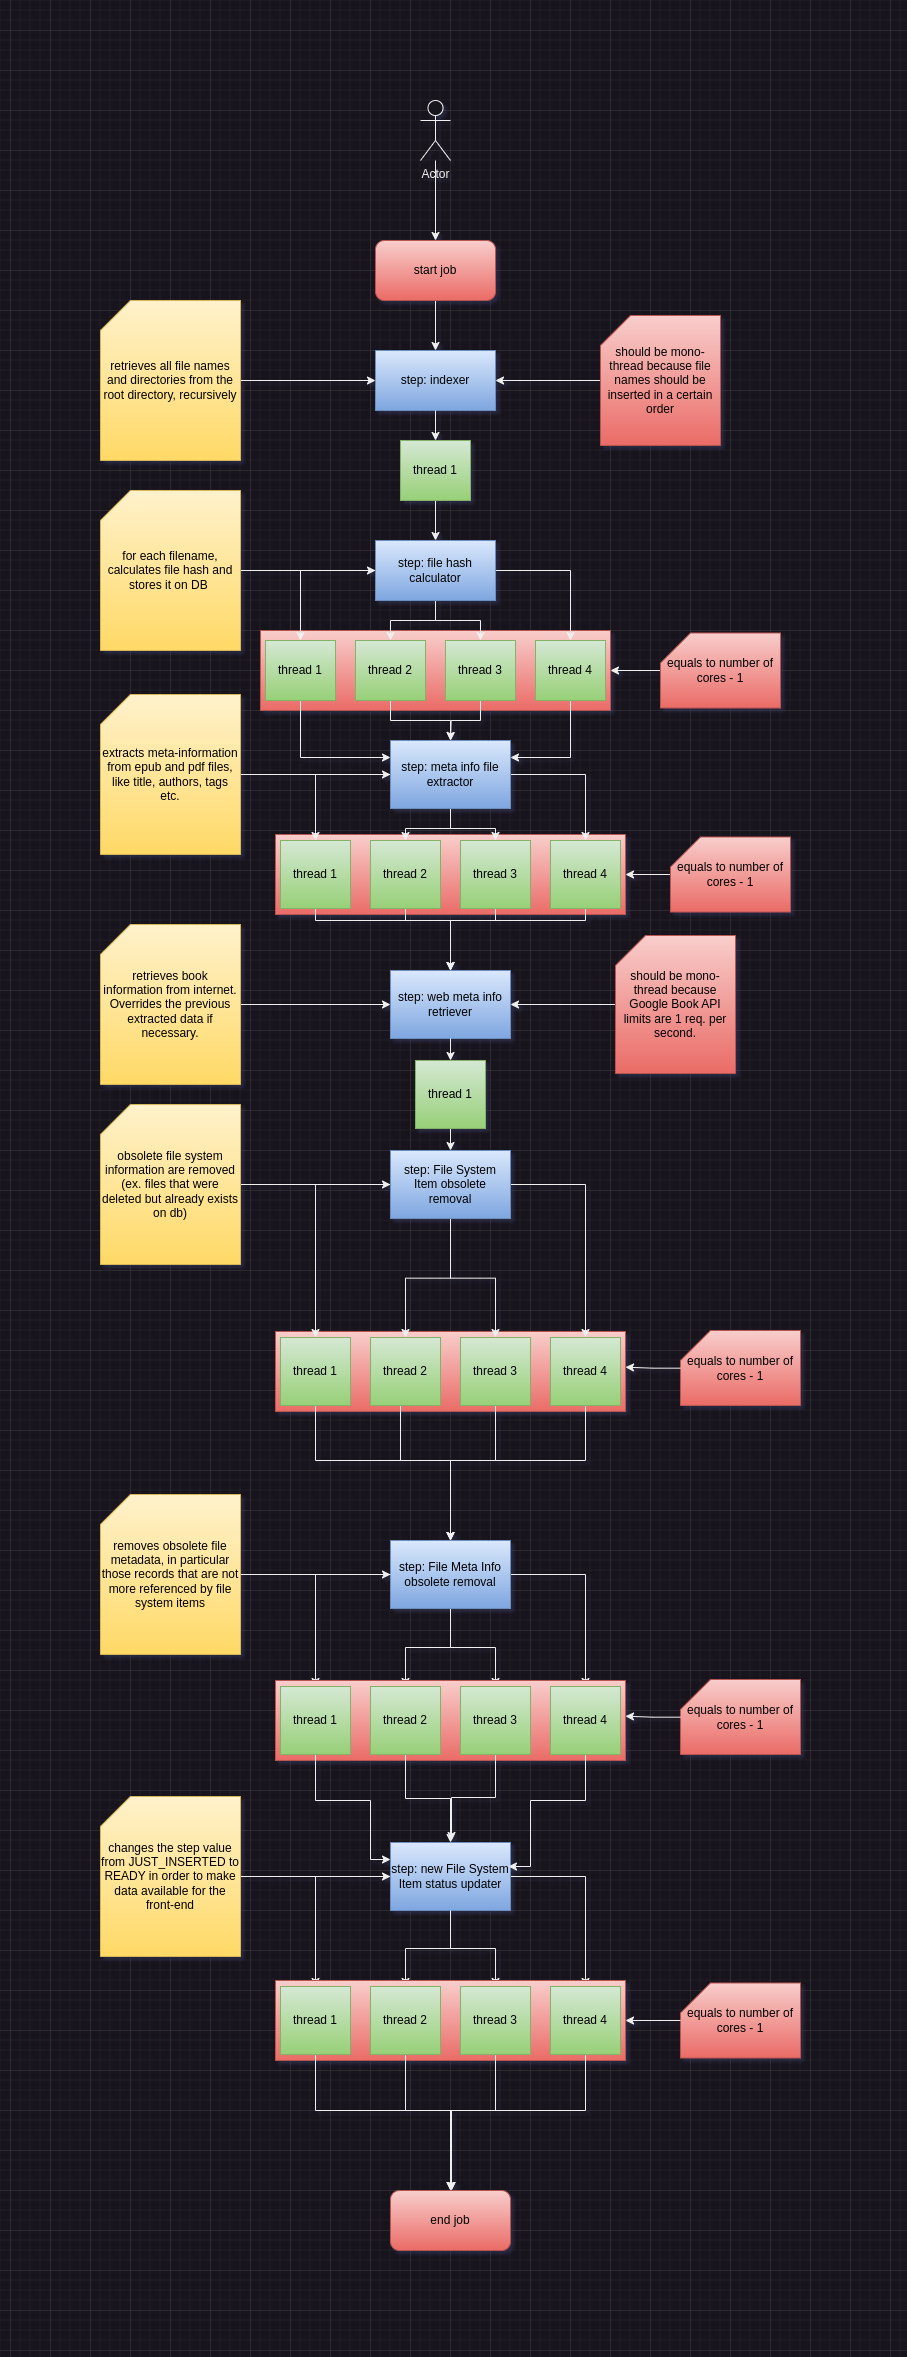 Actor
start job
retrieves all file names
and directories from the
root directory, recursively
step: indexer
should be mono-
thread because file
names should be
inserted in a certain
order
thread 1
for each filename,
calculates file hash and
stores it on DB
step: file hash
calculator
thread 1
thread 2
thread 3
thread 4
equals to number of
cores - 1
extracts meta-information
from epub and pdf files,
like title, authors, tags
etc.
step: meta info file
extractor
thread 1
thread 2
thread 3
thread 4
equals to number of
cores - 1
retrieves book
information from internet.
Overrides the previous
extracted data if
necessary.
step: web meta info
retriever
should be mono-
thread because
Google Book API
limits are 1 req. per
second.
thread 1
obsolete file system
information are removed
(ex. files that were
deleted but already exists
on db)
step: File System
Item obsolete
removal
thread 1
thread 2
thread 3
thread 4
equals to number of
cores - 1
removes obsolete file
metadata, in particular
those records that are not
more referenced by file
system items
step: File Meta Info
obsolete removal
thread 1
thread 2
thread 3
thread 4
equals to number of
cores - 1
changes the step value
from JUST_INSERTED to
READY in order to make
data available for the
front-end
step: new File System
Item status updater
thread 1
thread 2
thread 3
thread 4
equals to number of
cores - 1
end job